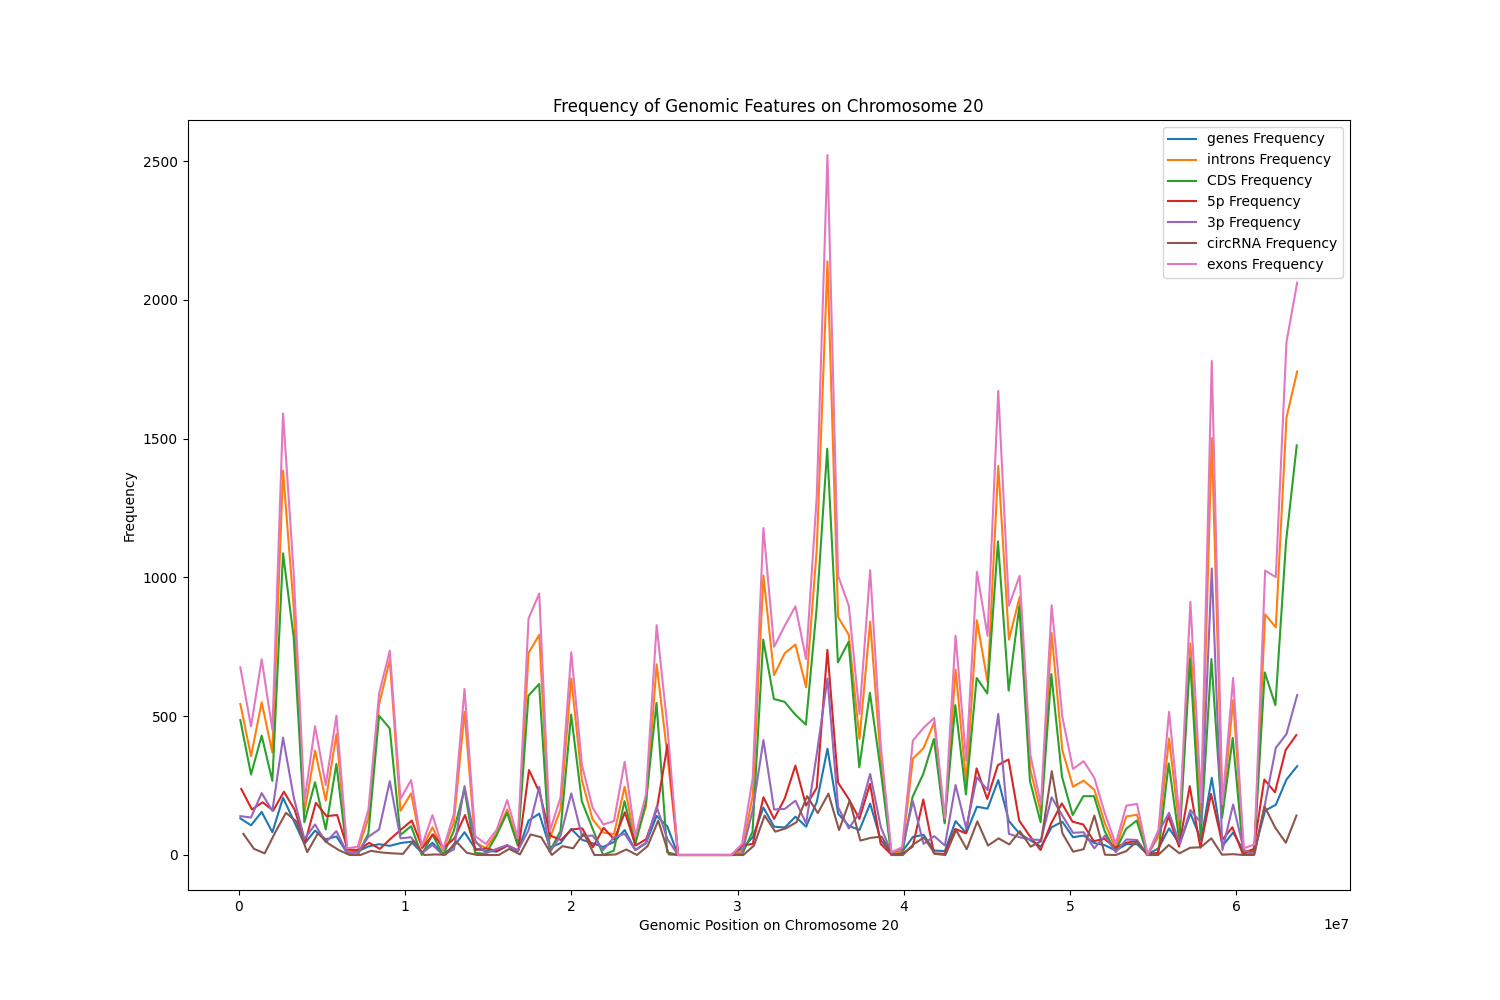 Frequency of Genomic Features on Chromosome 20
genes Frequency
introns Frequency
CDS Frequency
5p Frequency
3p Frequency
circRNA Frequency
exons Frequency
2500
2000
1500
1000
500
0
Frequency
0 1 2 3 4 5 6
1e7
Genomic Position on Chromosome 20